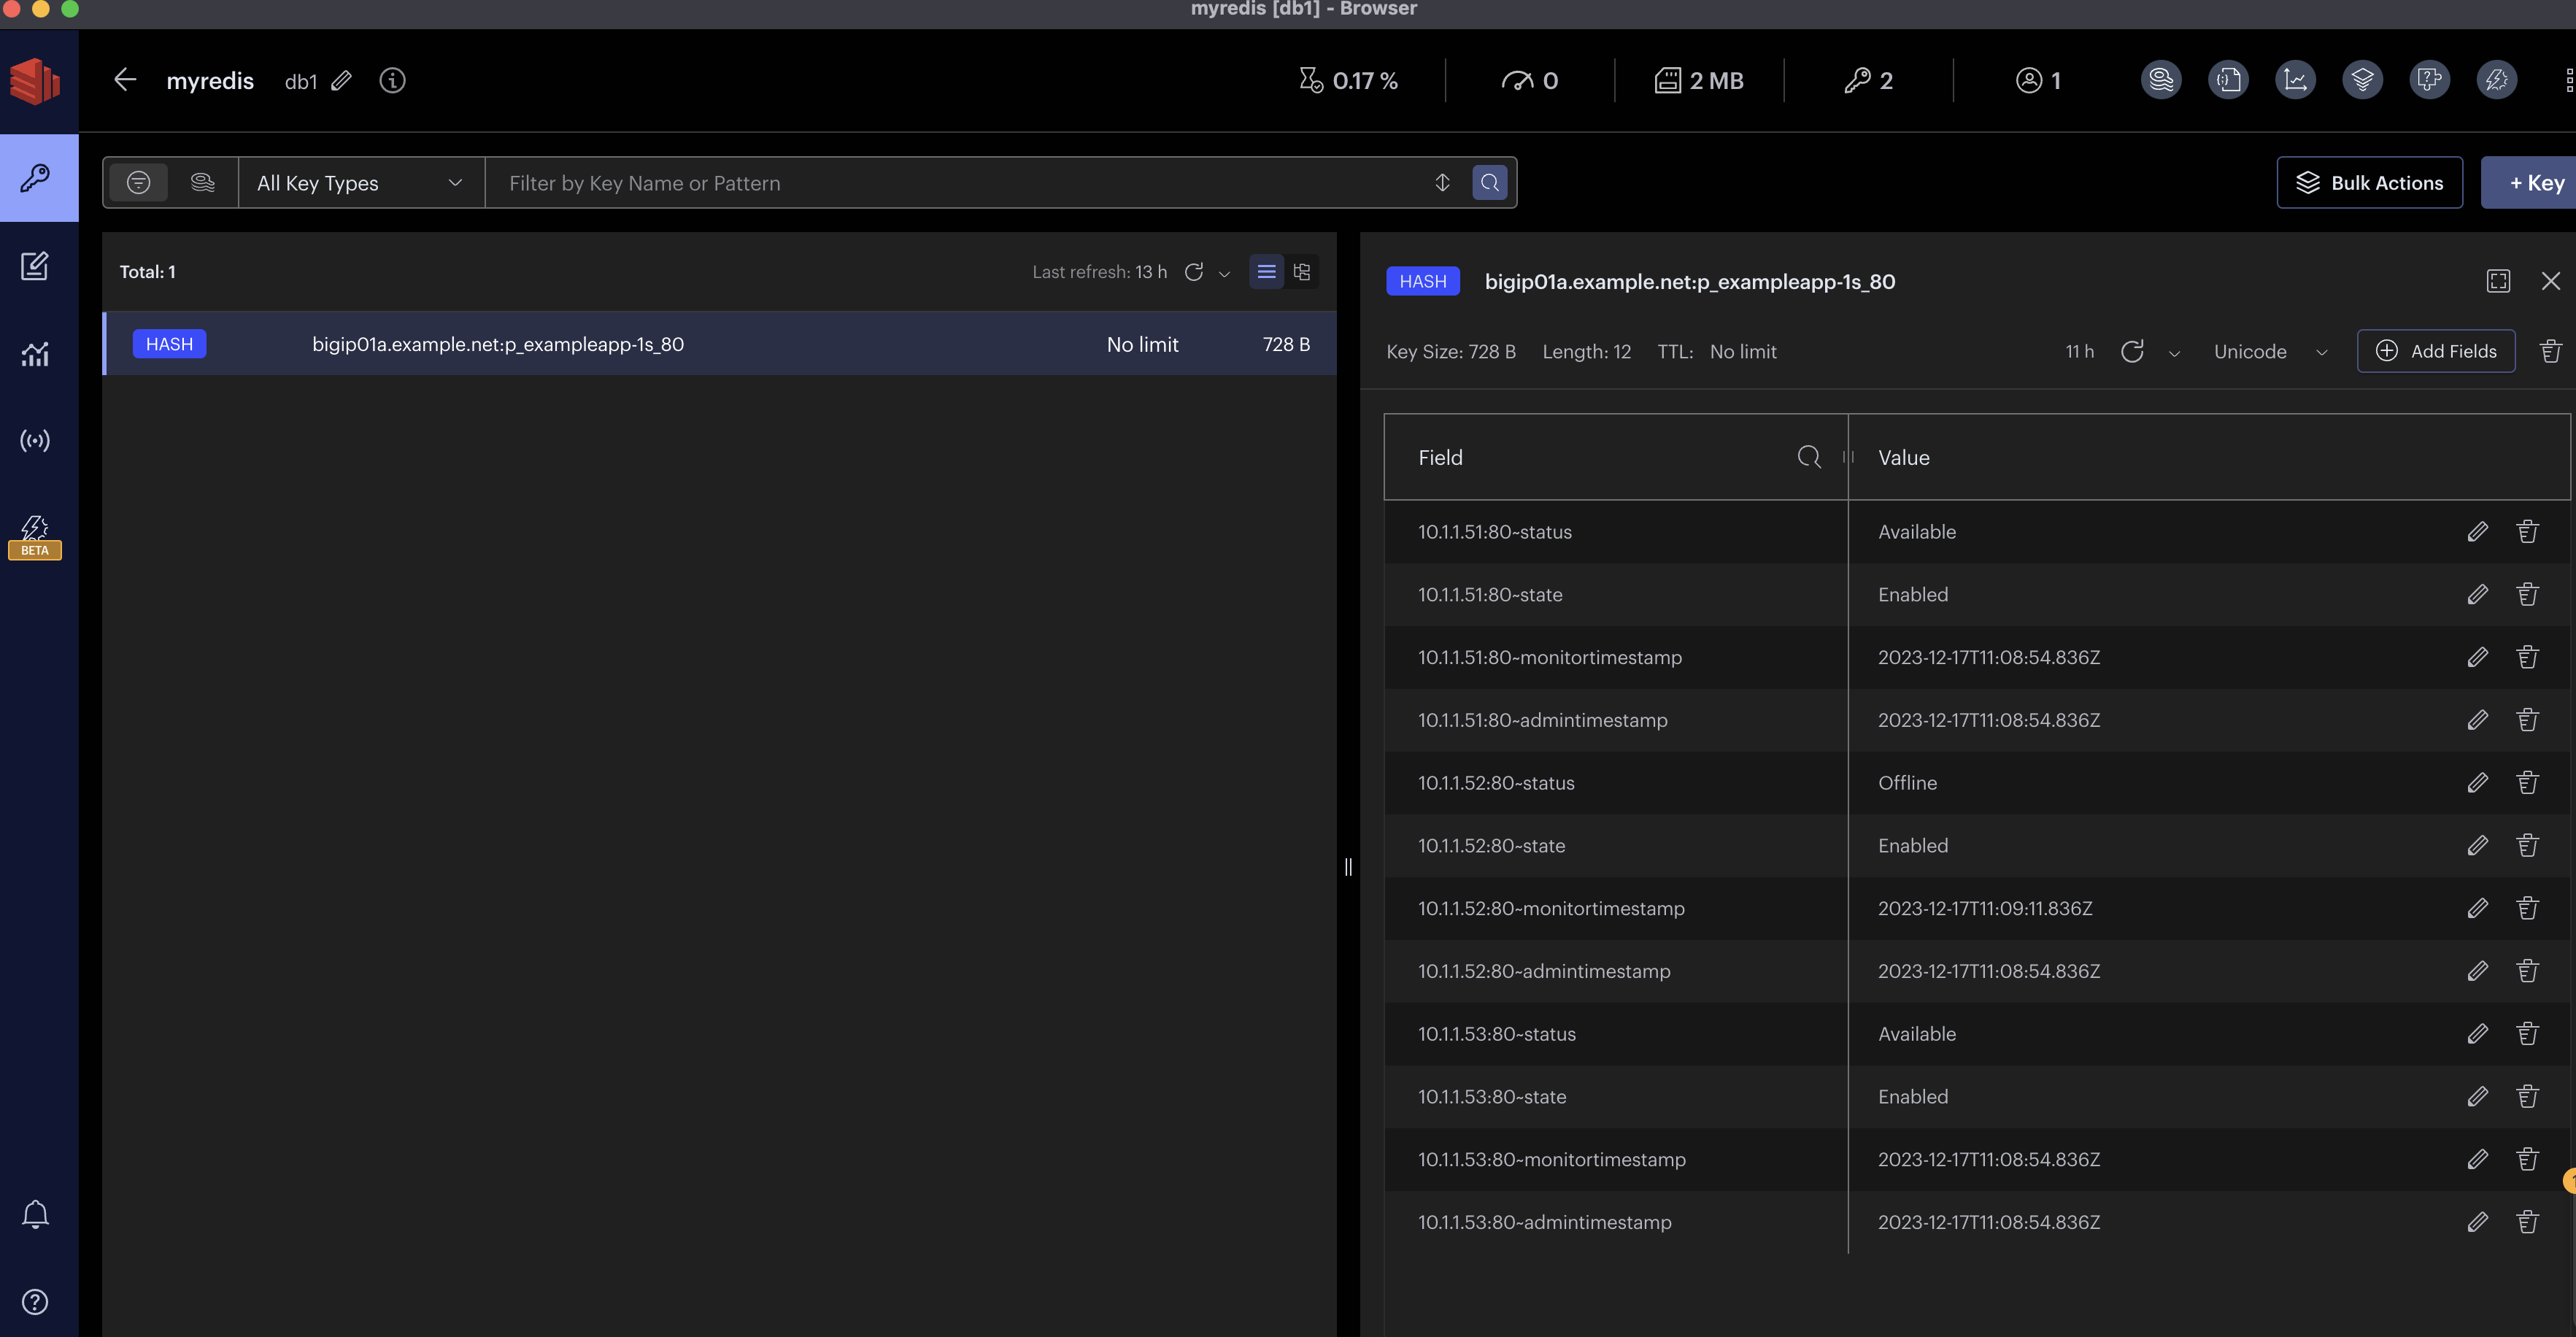 myredis [db1] - Browser
myredis db1 0.17 % 0 2 MB 2 1
All Key Types Filter by Key Name or Pattern Bulk Actions + Key
Total: 1 Last refresh: 13 h
HASH bigip01a.example.net:p_exampleapp-1s_80 No limit 728 B
BETA
HASH bigip01a.example.net:p_exampleapp-1s_80
Key Size: 728 B Length: 12 TTL: No limit 11 h Unicode Add Fields
Field Value
10.1.1.51:80~status Available
10.1.1.51:80~state Enabled
10.1.1.51:80~monitortimestamp 2023-12-17T11:08:54.836Z
10.1.1.51:80~admintimestamp 2023-12-17T11:08:54.836Z
10.1.1.52:80~status Offline
10.1.1.52:80~state Enabled
10.1.1.52:80~monitortimestamp 2023-12-17T11:09:11.836Z
10.1.1.52:80~admintimestamp 2023-12-17T11:08:54.836Z
10.1.1.53:80~status Available
10.1.1.53:80~state Enabled
10.1.1.53:80~monitortimestamp 2023-12-17T11:08:54.836Z
10.1.1.53:80~admintimestamp 2023-12-17T11:08:54.836Z